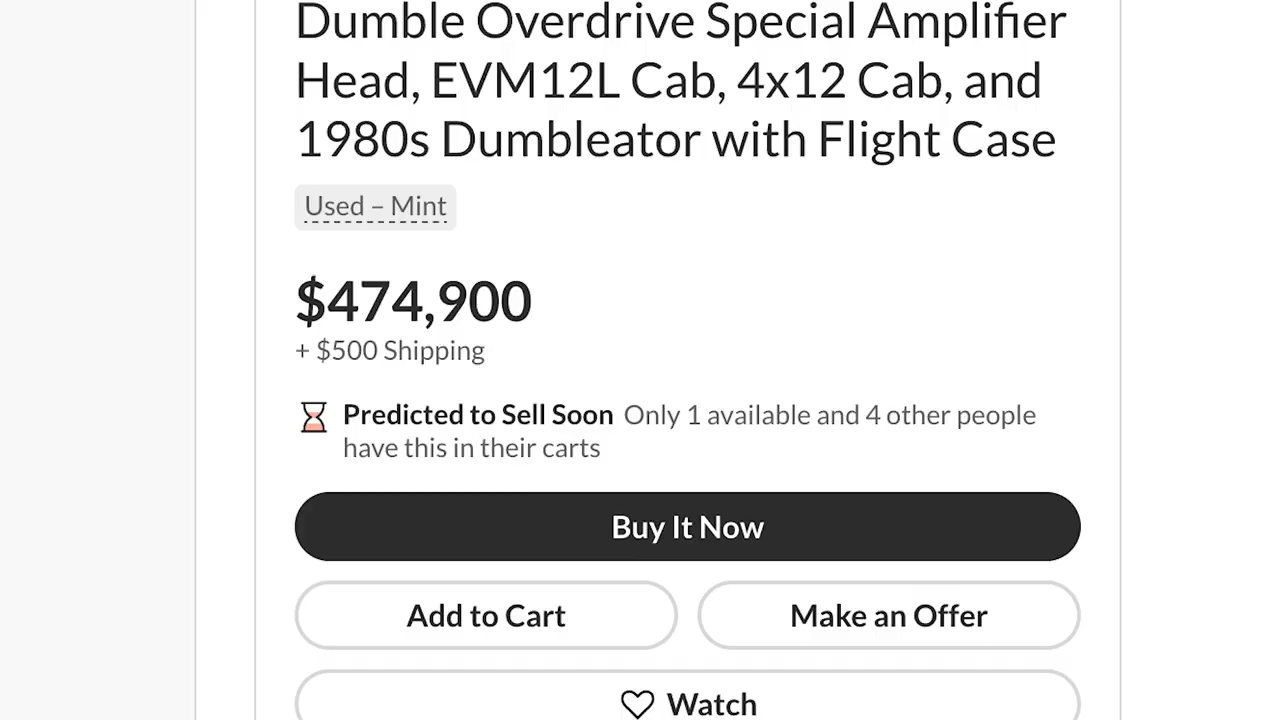 Dumble Overdrive Special Amplifier
Head, EVM12L Cab, 4x12 Cab, and
1980s Dumbleator with Flight Case
Used – Mint
$474,900
+ $500 Shipping
Predicted to Sell Soon Only 1 available and 4 other people
have this in their carts
Buy It Now
Add to Cart
Make an Offer
Watch